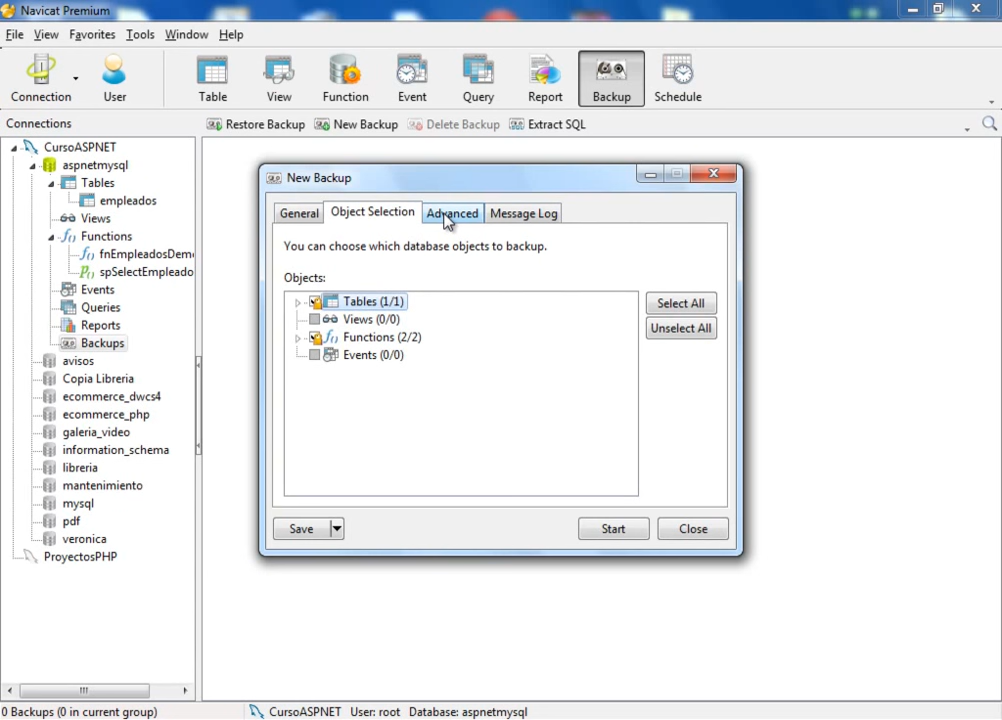 Navicat Premium
File View Favorites Tools Window Help
Connection User Table View Function Event Query Report Backup Schedule
Connections
Restore Backup New Backup Delete Backup Extract SQL
CursoASPNET
aspnetmysql
Tables
empleados
Views
Functions
fnEmpleadosDem
spSelectEmpleado
Events
Queries
Reports
Backups
avisos
Copia Libreria
ecommerce_dwcs4
ecommerce_php
galeria_video
information_schema
libreria
mantenimiento
mysql
pdf
veronica
ProyectosPHP
New Backup
General Object Selection Advanced Message Log
You can choose which database objects to backup.
Objects:
Tables (1/1)
Views (0/0)
Functions (2/2)
Events (0/0)
Select All
Unselect All
Save Start Close
0 Backups (0 in current group) CursoASPNET User: root Database: aspnetmysql